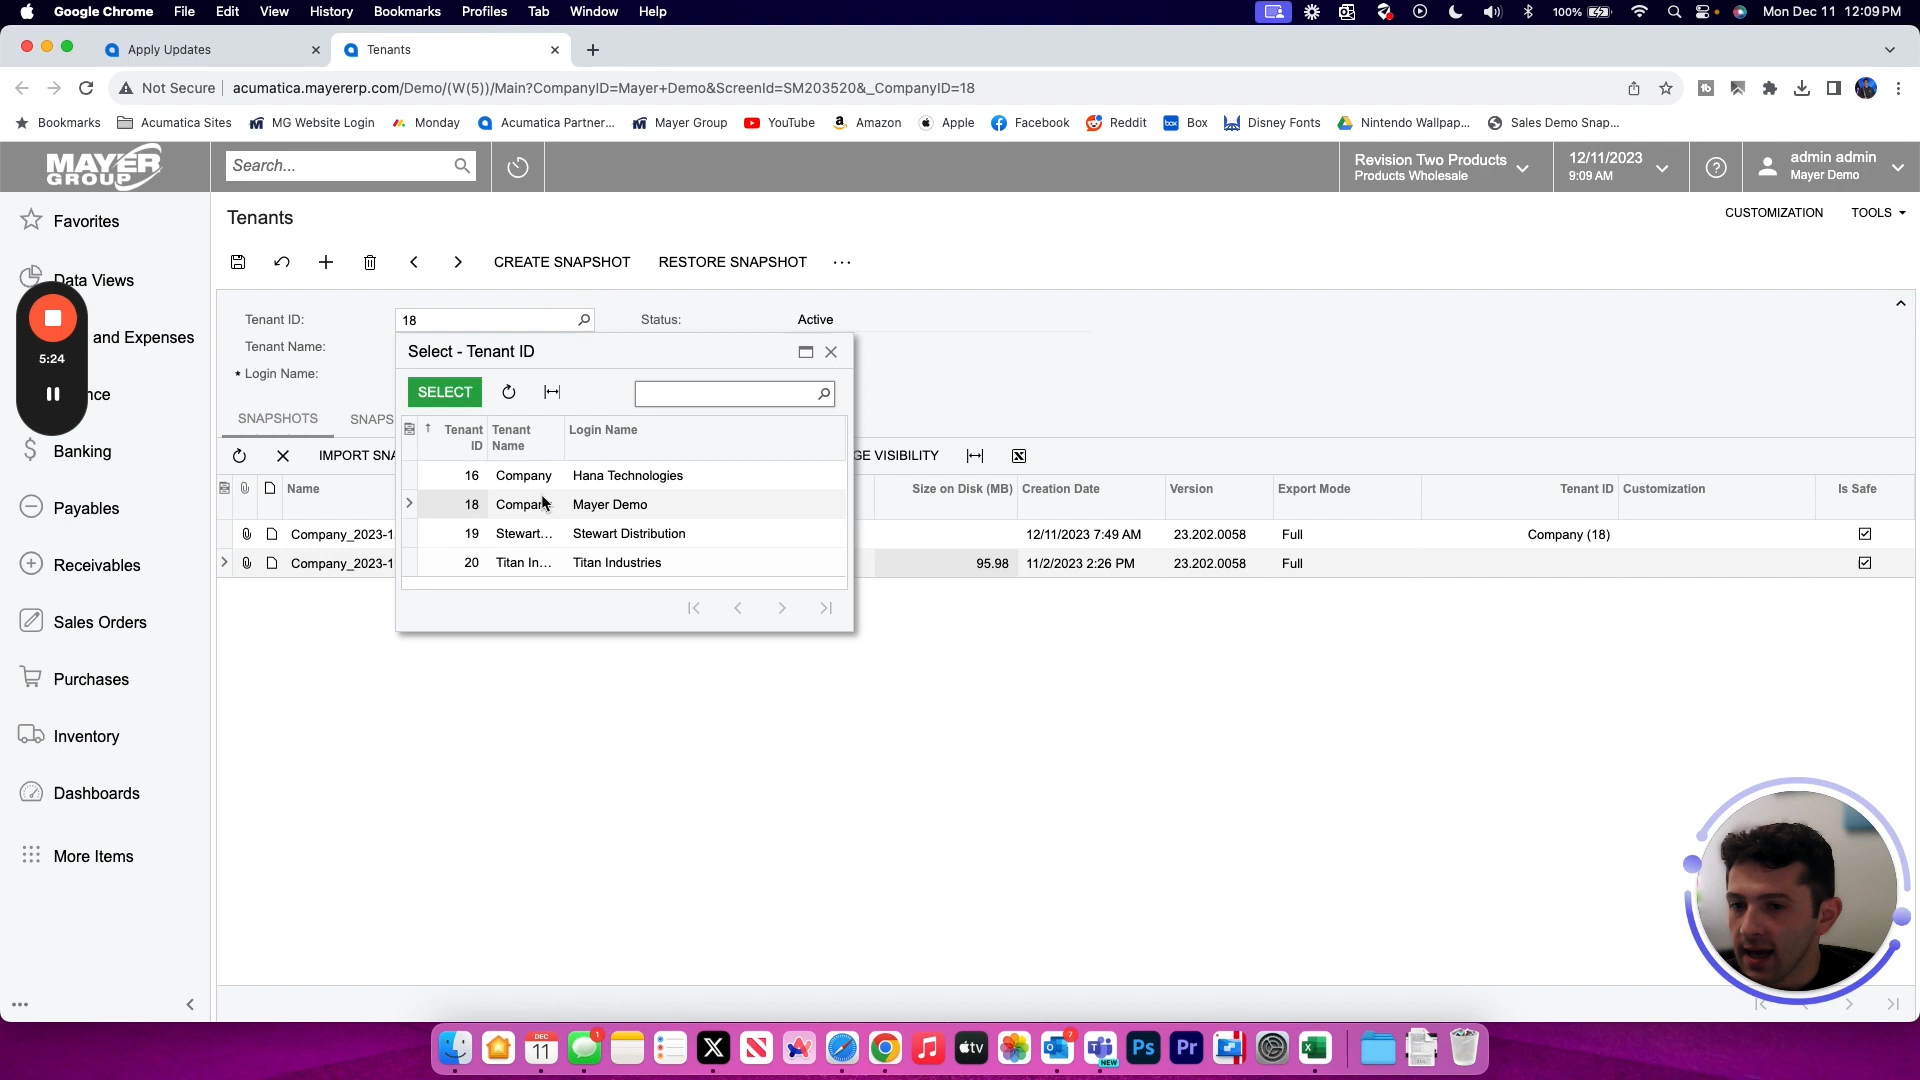 Google Chrome File Edit View History Bookmarks Profiles Tab Window Help 100% Mon Dec 11 12:09 PM
Apply Updates
Tenants
Not Secure acumatica.mayererp.com/Demo/(W(5))/Main?CompanyID=Mayer+Demo&ScreenId=SM203520&_CompanyID=18
Bookmarks Acumatica Sites MG Website Login Monday Acumatica Partner... Mayer Group YouTube Amazon Apple Facebook Reddit Box Disney Fonts Nintendo Wallpap... Sales Demo Snap...
MAYER
GROUP
Search...
Revision Two Products
Products Wholesale
12/11/2023
9:09 AM
admin admin
Mayer Demo
Favorites
Data Views
and Expenses
nce
Banking
Payables
Receivables
Sales Orders
Purchases
Inventory
Dashboards
More Items
5:24
Tenants
CUSTOMIZATION TOOLS
CREATE SNAPSHOT RESTORE SNAPSHOT
Tenant ID: 18 Status: Active
Tenant Name:
* Login Name:
SNAPSHOTS SNAPS
IMPORT SNA GE VISIBILITY
Name Size on Disk (MB) Creation Date Version Export Mode Tenant ID Customization Is Safe
Company_2023-1 12/11/2023 7:49 AM 23.202.0058 Full Company (18)
Company_2023-1 95.98 11/2/2023 2:26 PM 23.202.0058 Full
Select - Tenant ID
SELECT
Tenant ID Tenant Name Login Name
16 Company Hana Technologies
18 Company Mayer Demo
19 Stewart... Stewart Distribution
20 Titan In... Titan Industries
DEC
11
1
tv
7
NEW
Ps
Pr